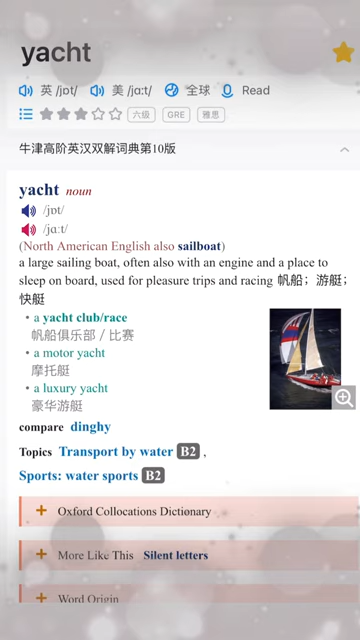 yacht
英 /jɒt/ 美 /jɑːt/ 全球 Read
六级 GRE 雅思
牛津高阶英汉双解词典第10版
yacht noun
/jɒt/
/jɑːt/
(North American English also sailboat)
a large sailing boat, often also with an engine and a place to
sleep on board, used for pleasure trips and racing 帆船；游艇；
快艇
• a yacht club/race
帆船俱乐部 / 比赛
• a motor yacht
摩托艇
• a luxury yacht
豪华游艇
compare dinghy
Topics Transport by water B2 ,
Sports: water sports B2
+ Oxford Collocations Dictionary
+ More Like This Silent letters
+ Word Origin